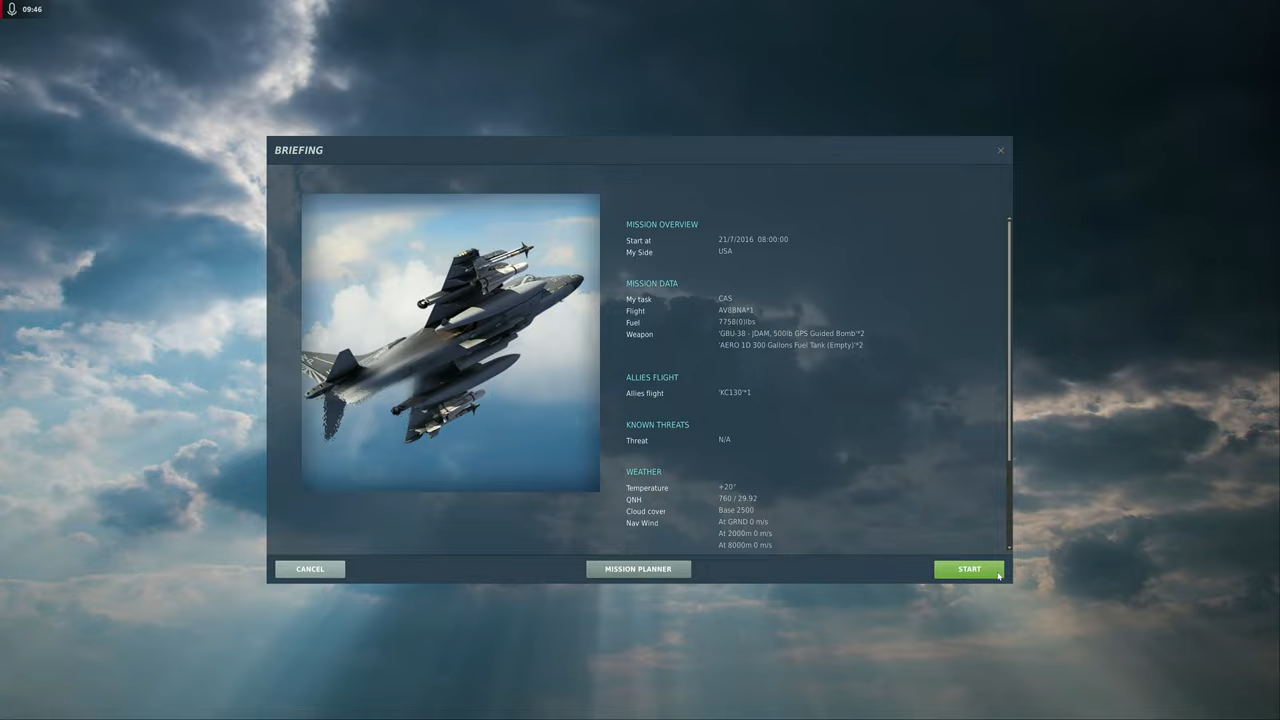 09:46
BRIEFING
MISSION OVERVIEW
Start at 21/7/2016 08:00:00
My Side USA
MISSION DATA
My task CAS
Flight AV8BNA*1
Fuel 7758(0)lbs
Weapon 'GBU-38 - JDAM, 500lb GPS Guided Bomb'*2
'AERO 1D 300 Gallons Fuel Tank (Empty)'*2
ALLIES FLIGHT
Allies flight 'KC130'*1
KNOWN THREATS
Threat N/A
WEATHER
Temperature +20°
QNH 760 / 29.92
Cloud cover Base 2500
Nav Wind At GRND 0 m/s
At 2000m 0 m/s
At 8000m 0 m/s
CANCEL MISSION PLANNER START